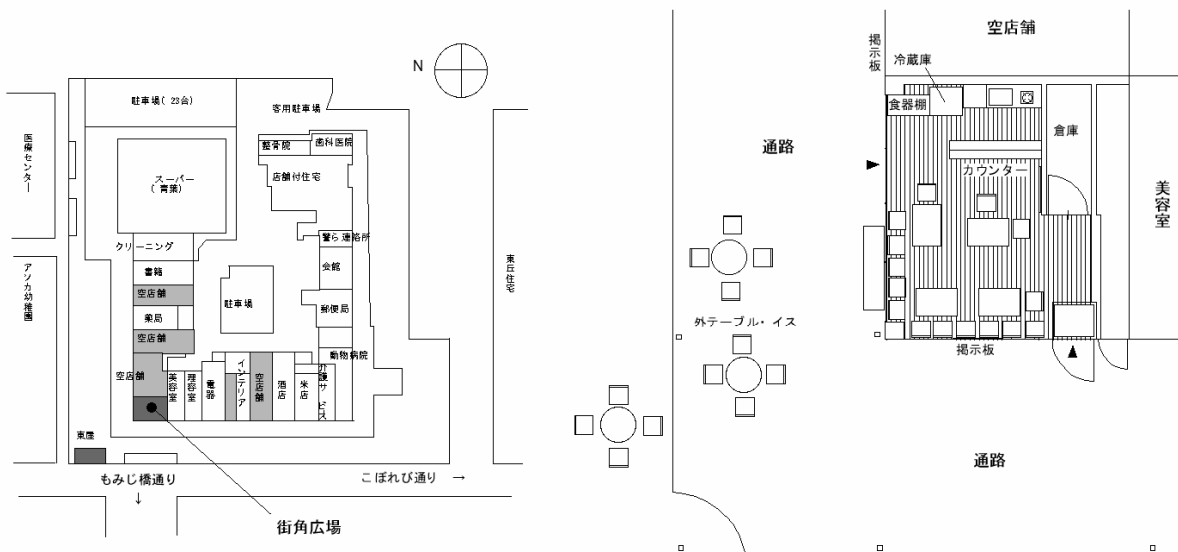 N
駐車場( 23台)
客用駐車場
医療センター
整骨院
歯科医院
スーパー
( 青葉)
店舗付住宅
クリーニング
警ら連絡所
書籍
会館
空店舗
駐車場
薬局
郵便局
空店舗
動物病院
アソカ幼稚園
東丘住宅
空店舗
美容室
理容室
電器
インテリア
空店舗
酒店
米店
介護サービス
東屋
もみじ橋通り
↓
こぼれび通り →
街角広場
空店舗
掲示板
冷蔵庫
食器棚
倉庫
通路
カウンター
美容室
外テーブル・イス
掲示板
通路